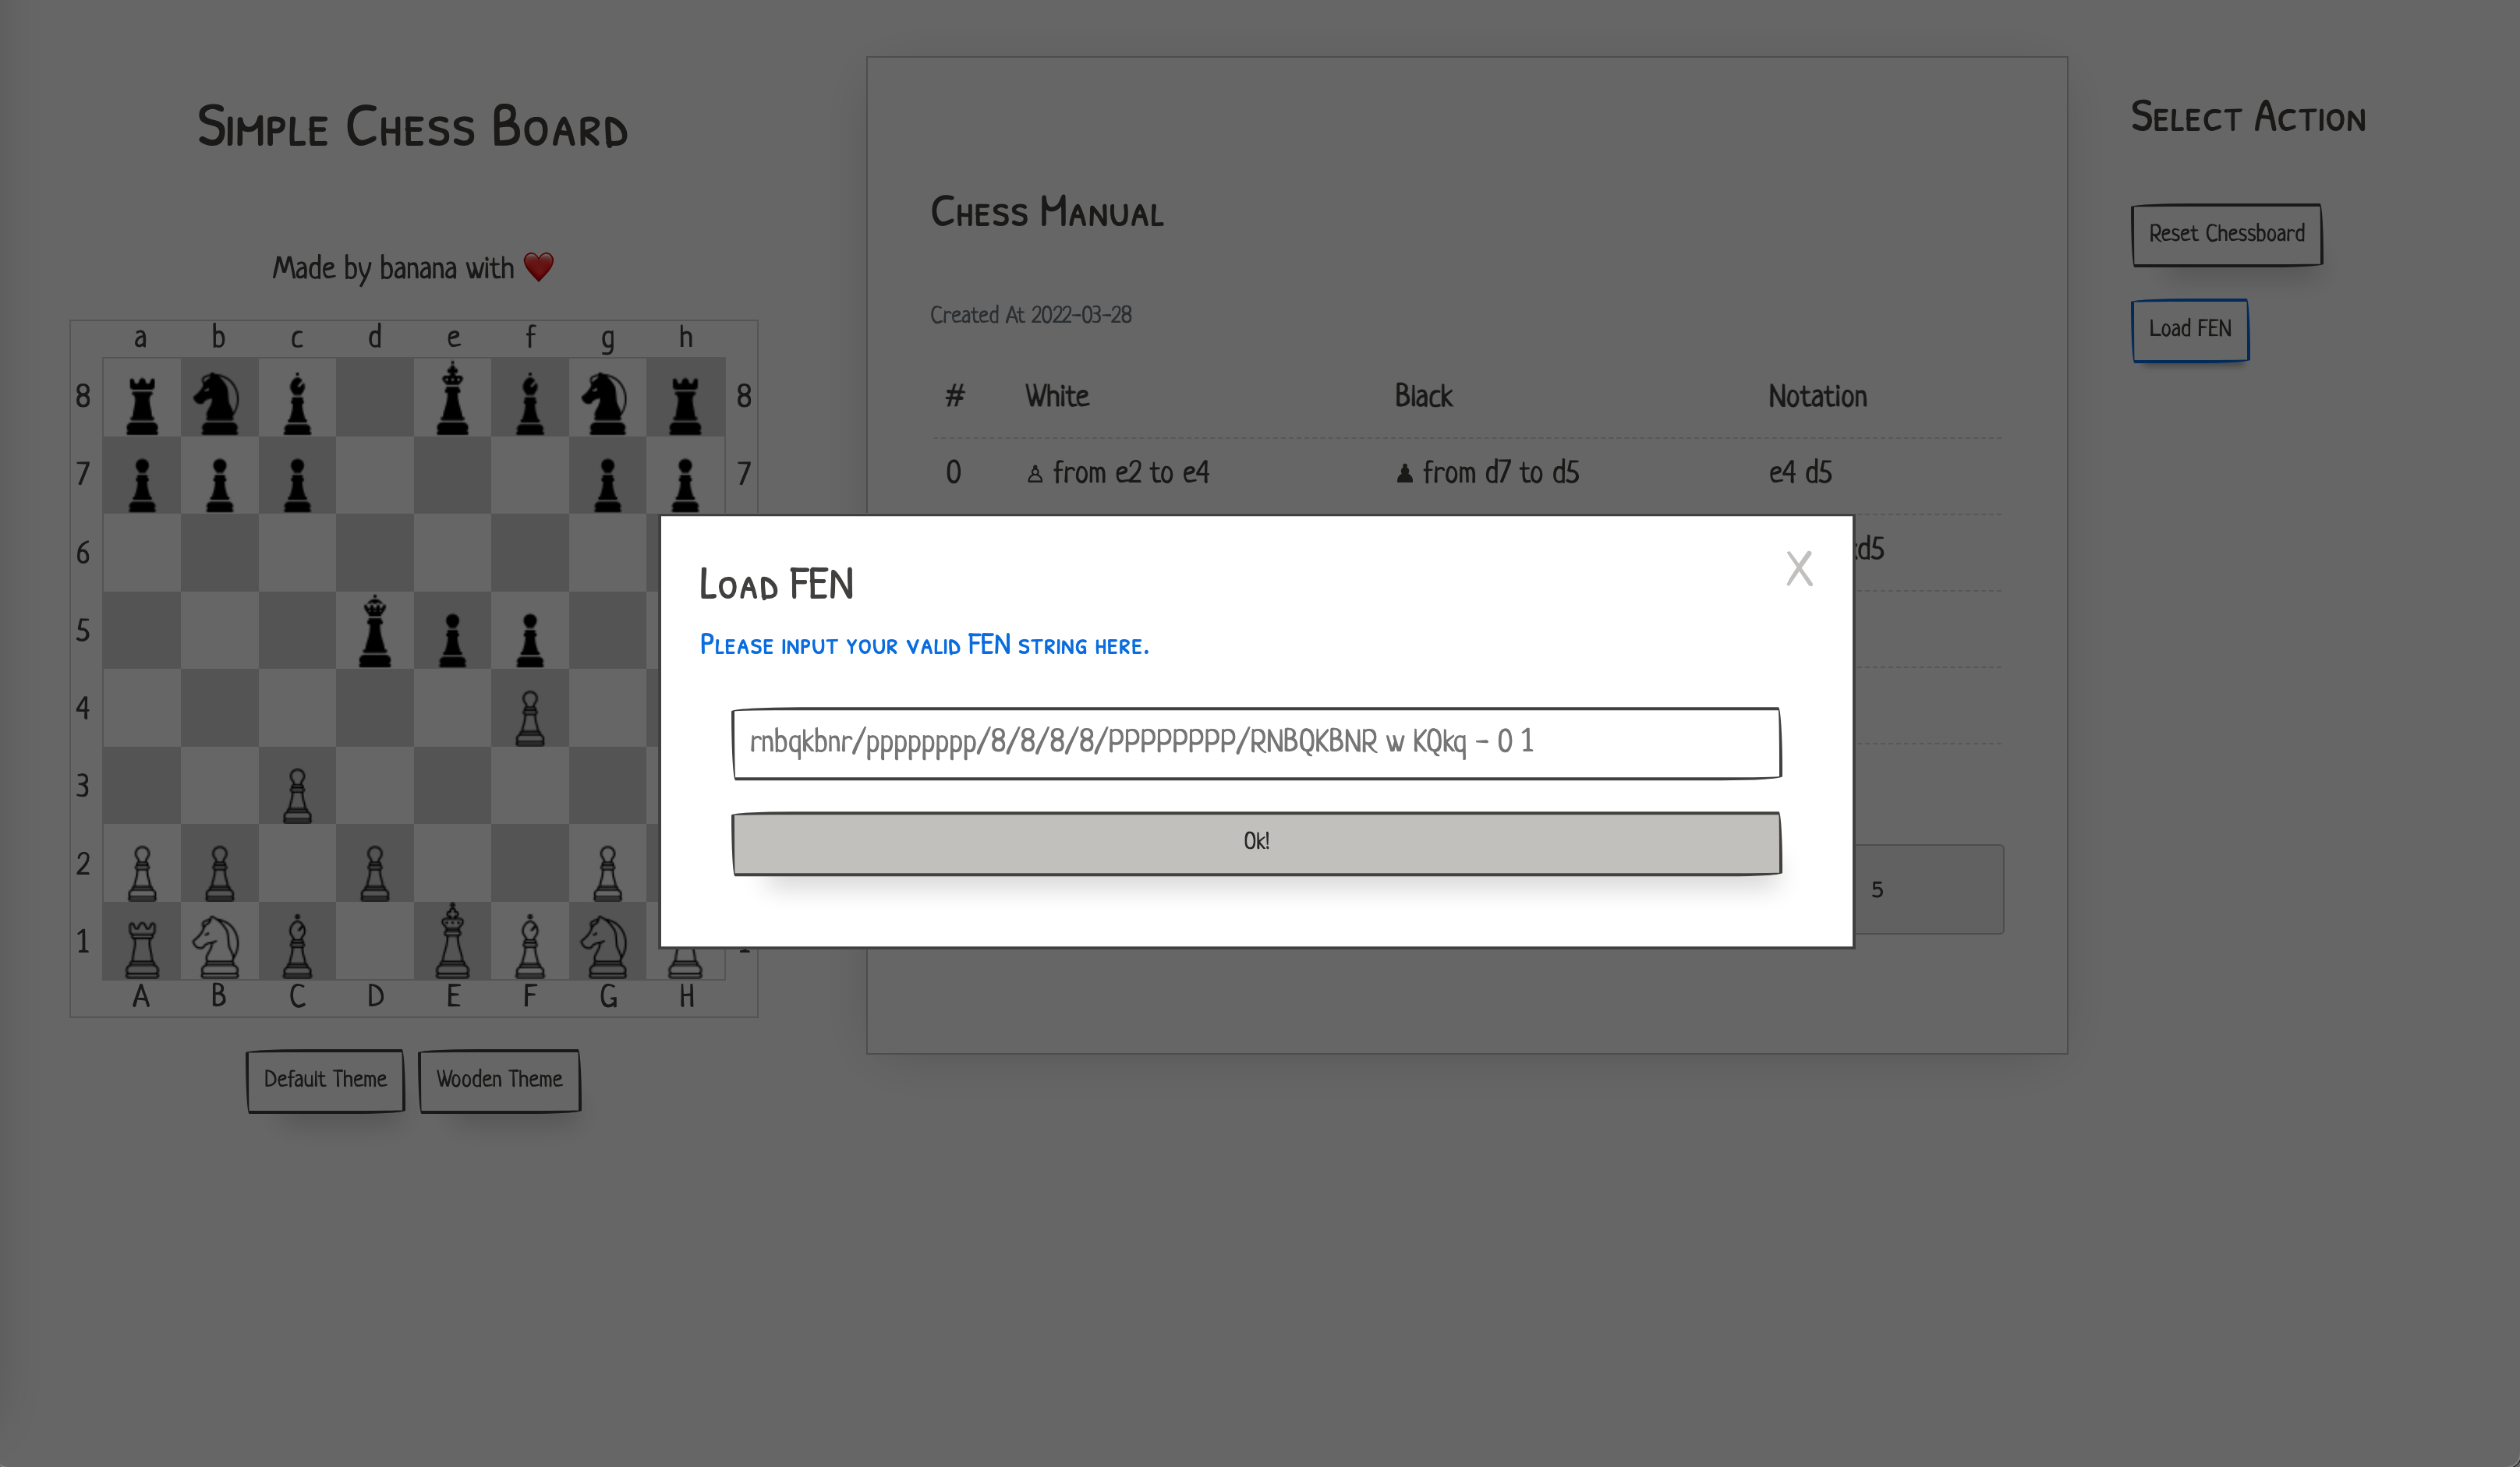 Simple Chess Board
Made by banana with ❤️
a b c d e f g h
8 8
7 7
6
5
4
3
2
1
A B C D E F G H
Default Theme
Wooden Theme
Chess Manual
Created At 2022-03-28
# White Black Notation
0 ♙ from e2 to e4 ♟ from d7 to d5 e4 d5
d5
5
Load FEN
X
Please input your valid FEN string here.
rnbqkbnr/pppppppp/8/8/8/8/PPPPPPPP/RNBQKBNR w KQkq - 0 1
Ok!
Select Action
Reset Chessboard
Load FEN